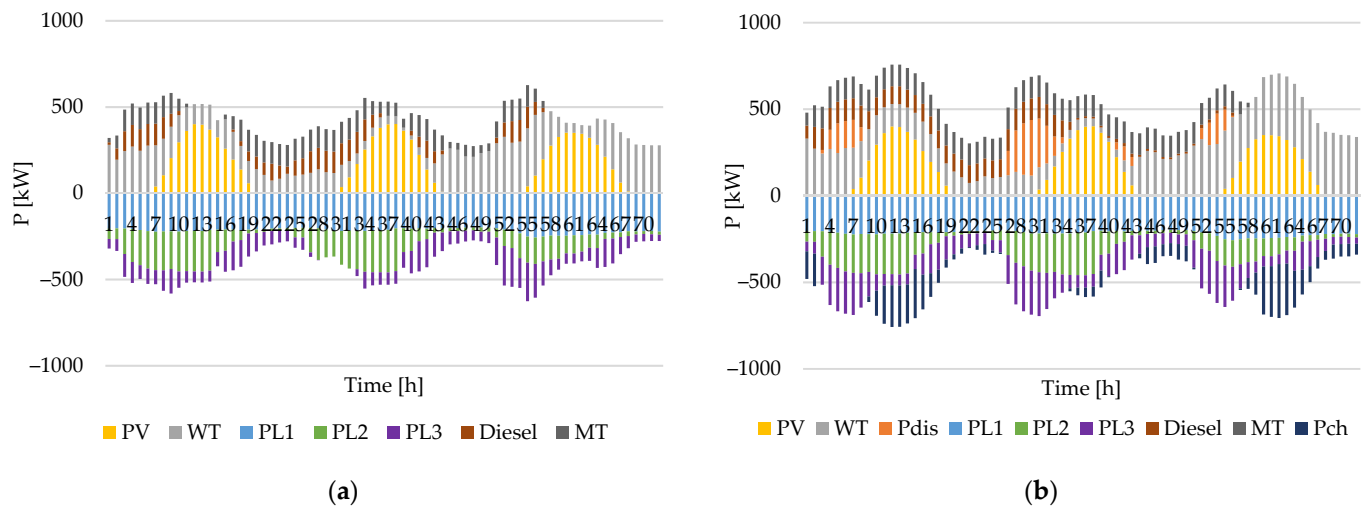 1000
500
0
−500
−1000
P [kW]
1 4 7 10 13 16 19 22 25 28 31 34 37 40 43 46 49 52 55 58 61 64 67 70
Time [h]
PV WT PL1 PL2 PL3 Diesel MT
(a)
1000
500
0
−500
−1000
P [kW]
1 4 7 10 13 16 19 22 25 28 31 34 37 40 43 46 49 52 55 58 61 64 67 70
Time [h]
PV WT Pdis PL1 PL2 PL3 Diesel MT Pch
(b)